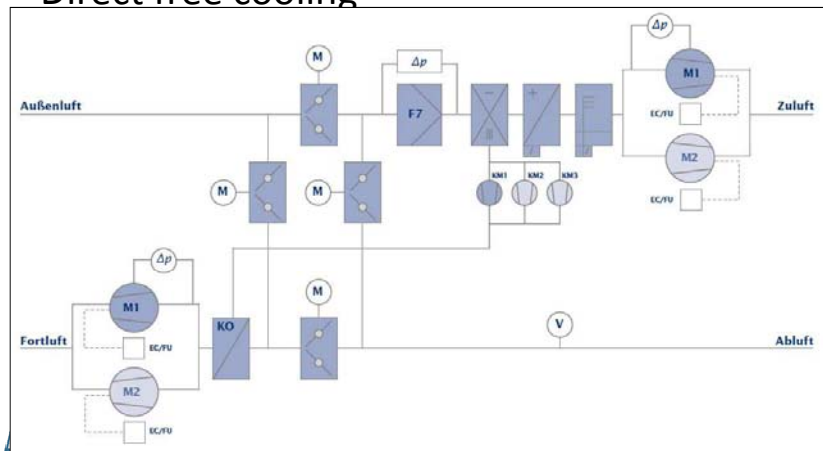 Direct free cooling
M
Δp
Δp
M1
Außenluft
F7
EC/FU
Zuluft
M2
M
M
KM1
KM2
KM3
EC/FU
Δp
M1
M
KO
V
Fortluft
EC/FU
Abluft
M2
EC/FU